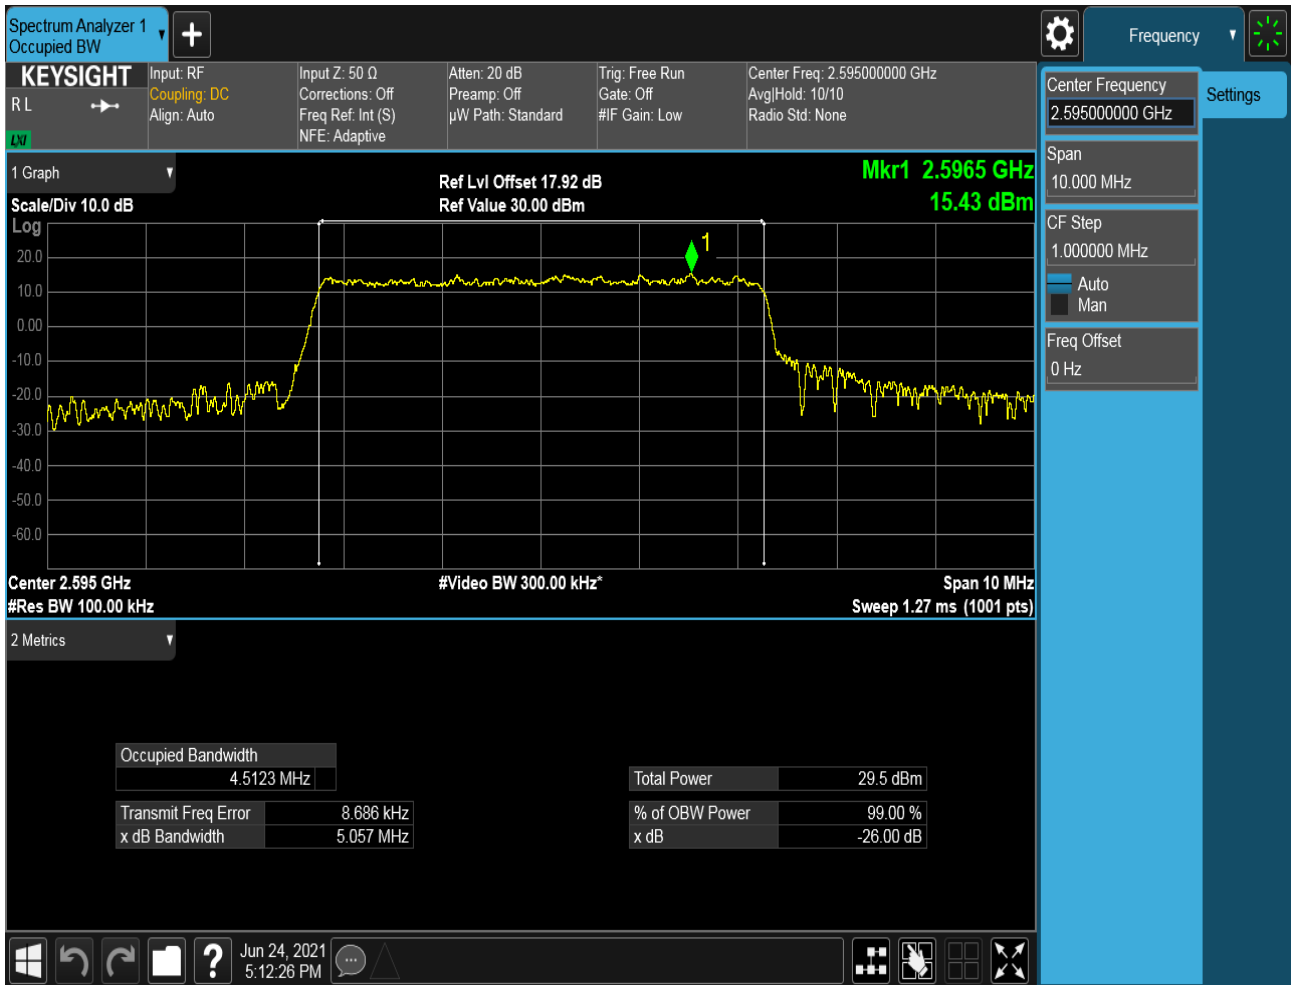 Spectrum Analyzer 1
Occupied BW
+
Frequency
KEYSIGHT
R L
LXI
Input: RF
Coupling: DC
Align: Auto
Input Z: 50 Ω
Corrections: Off
Freq Ref: Int (S)
NFE: Adaptive
Atten: 20 dB
Preamp: Off
µW Path: Standard
Trig: Free Run
Gate: Off
#IF Gain: Low
Center Freq: 2.595000000 GHz
Avg|Hold: 10/10
Radio Std: None
Center Frequency
2.595000000 GHz
Settings
Span
10.000 MHz
CF Step
1.000000 MHz
Auto
Man
Freq Offset
0 Hz
1 Graph
Scale/Div 10.0 dB
Log
Ref Lvl Offset 17.92 dB
Ref Value 30.00 dBm
Mkr1 2.5965 GHz
15.43 dBm
1
20.0
10.0
0.00
-10.0
-20.0
-30.0
-40.0
-50.0
-60.0
Center 2.595 GHz
#Res BW 100.00 kHz
#Video BW 300.00 kHz*
Span 10 MHz
Sweep 1.27 ms (1001 pts)
2 Metrics
Occupied Bandwidth
4.5123 MHz
Transmit Freq Error 8.686 kHz
x dB Bandwidth 5.057 MHz
Total Power 29.5 dBm
% of OBW Power 99.00 %
x dB -26.00 dB
?
Jun 24, 2021
5:12:26 PM